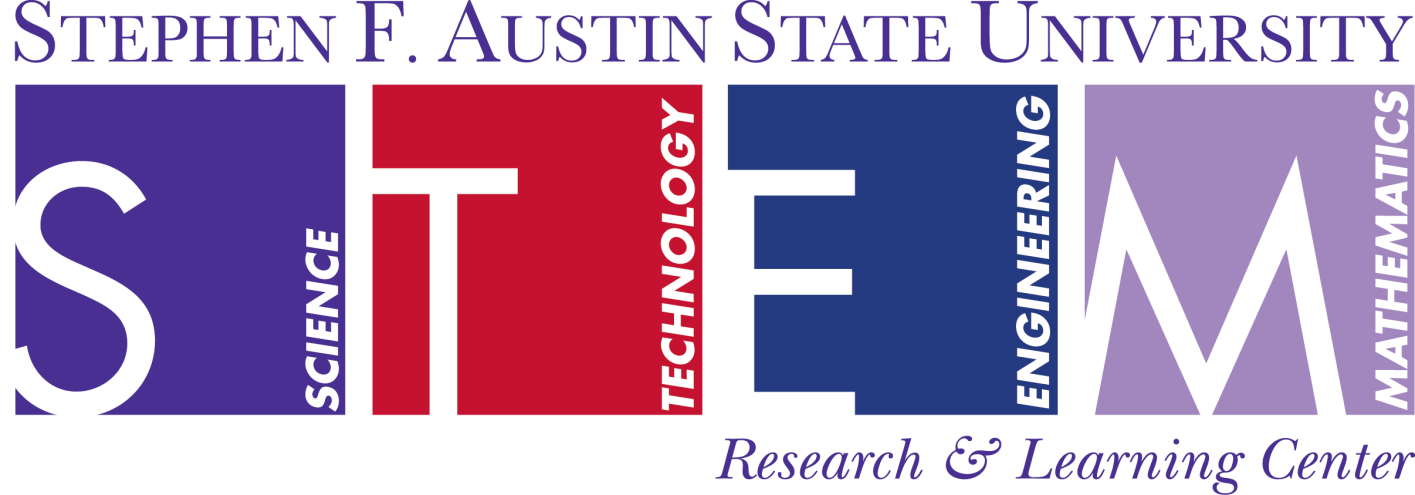 STEPHEN F. AUSTIN STATE UNIVERSITY
S SCIENCE
T TECHNOLOGY
E ENGINEERING
M MATHEMATICS
Research & Learning Center